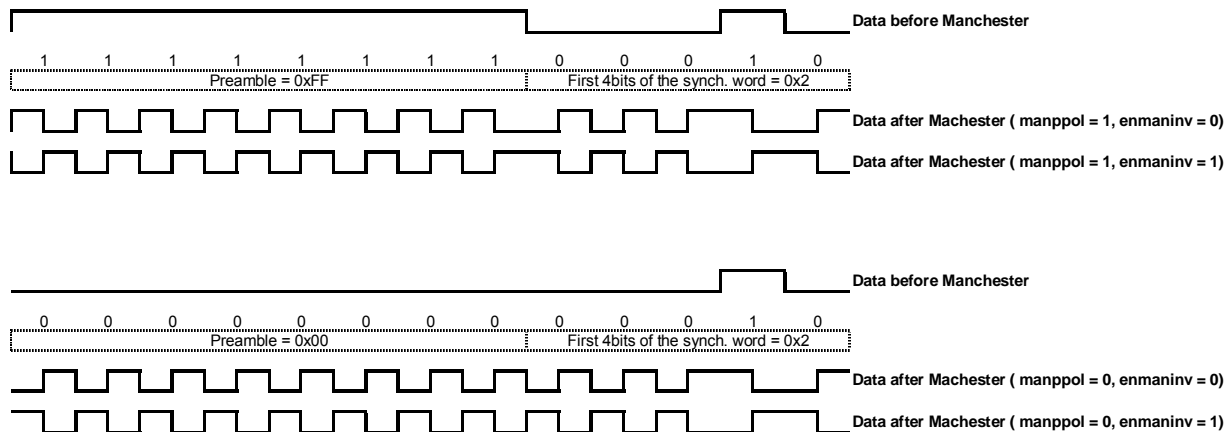 Data before Manchester
1 1 1 1 1 1 1 1 0 0 0 1 0
Preamble = 0xFF First 4bits of the synch. word = 0x2
Data after Machester ( manppol = 1, enmaninv = 0)
Data after Machester ( manppol = 1, enmaninv = 1)
Data before Manchester
0 0 0 0 0 0 0 0 0 0 0 1 0
Preamble = 0x00 First 4bits of the synch. word = 0x2
Data after Machester ( manppol = 0, enmaninv = 0)
Data after Machester ( manppol = 0, enmaninv = 1)